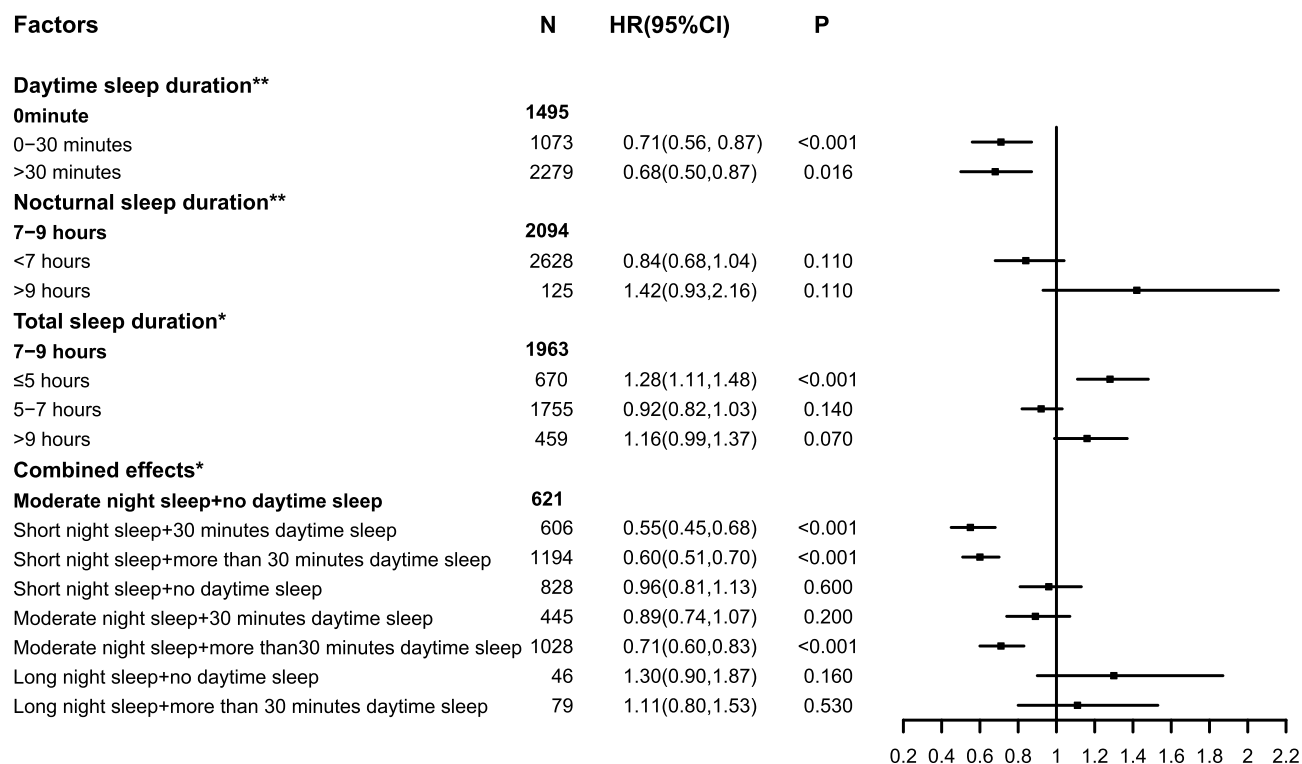 Factors N HR(95%CI) P
Daytime sleep duration**
0minute 1495
0−30 minutes 1073 0.71(0.56, 0.87) <0.001
>30 minutes 2279 0.68(0.50,0.87) 0.016
Nocturnal sleep duration**
7−9 hours 2094
<7 hours 2628 0.84(0.68,1.04) 0.110
>9 hours 125 1.42(0.93,2.16) 0.110
Total sleep duration*
7−9 hours 1963
≤5 hours 670 1.28(1.11,1.48) <0.001
5−7 hours 1755 0.92(0.82,1.03) 0.140
>9 hours 459 1.16(0.99,1.37) 0.070
Combined effects*
Moderate night sleep+no daytime sleep 621
Short night sleep+30 minutes daytime sleep 606 0.55(0.45,0.68) <0.001
Short night sleep+more than 30 minutes daytime sleep 1194 0.60(0.51,0.70) <0.001
Short night sleep+no daytime sleep 828 0.96(0.81,1.13) 0.600
Moderate night sleep+30 minutes daytime sleep 445 0.89(0.74,1.07) 0.200
Moderate night sleep+more than30 minutes daytime sleep 1028 0.71(0.60,0.83) <0.001
Long night sleep+no daytime sleep 46 1.30(0.90,1.87) 0.160
Long night sleep+more than 30 minutes daytime sleep 79 1.11(0.80,1.53) 0.530
0.2 0.4 0.6 0.8 1 1.2 1.4 1.6 1.8 2 2.2